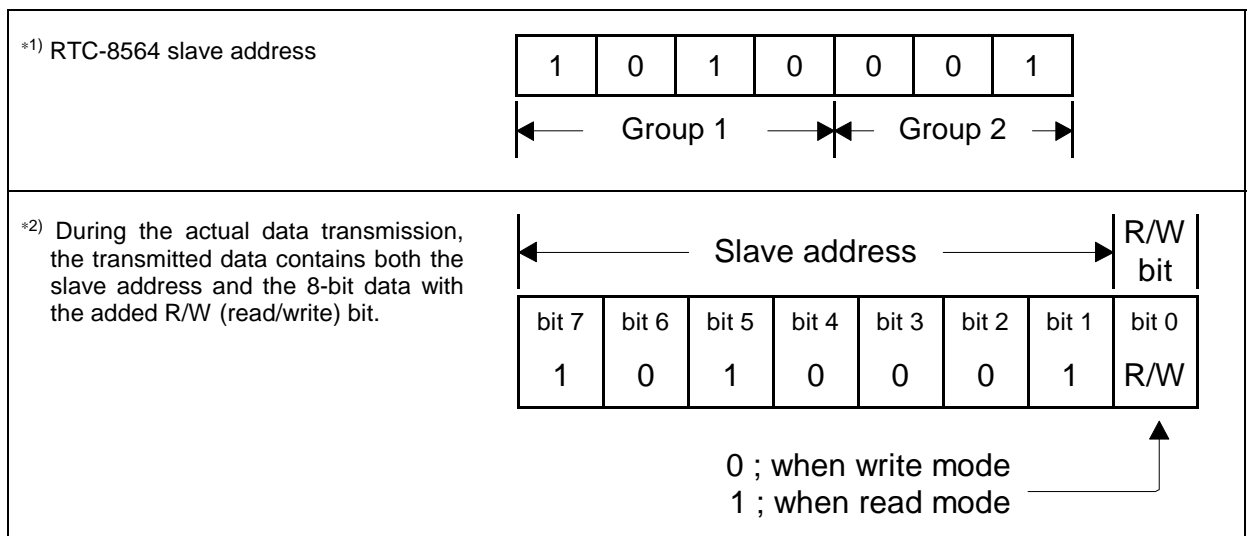 *1) RTC-8564 slave address
1 0 1 0 0 0 1
Group 1 Group 2
*2) During the actual data transmission,
the transmitted data contains both the
slave address and the 8-bit data with
the added R/W (read/write) bit.
Slave address
R/W
bit
bit 7 bit 6 bit 5 bit 4 bit 3 bit 2 bit 1 bit 0
1 0 1 0 0 0 1 R/W
0 ; when write mode
1 ; when read mode